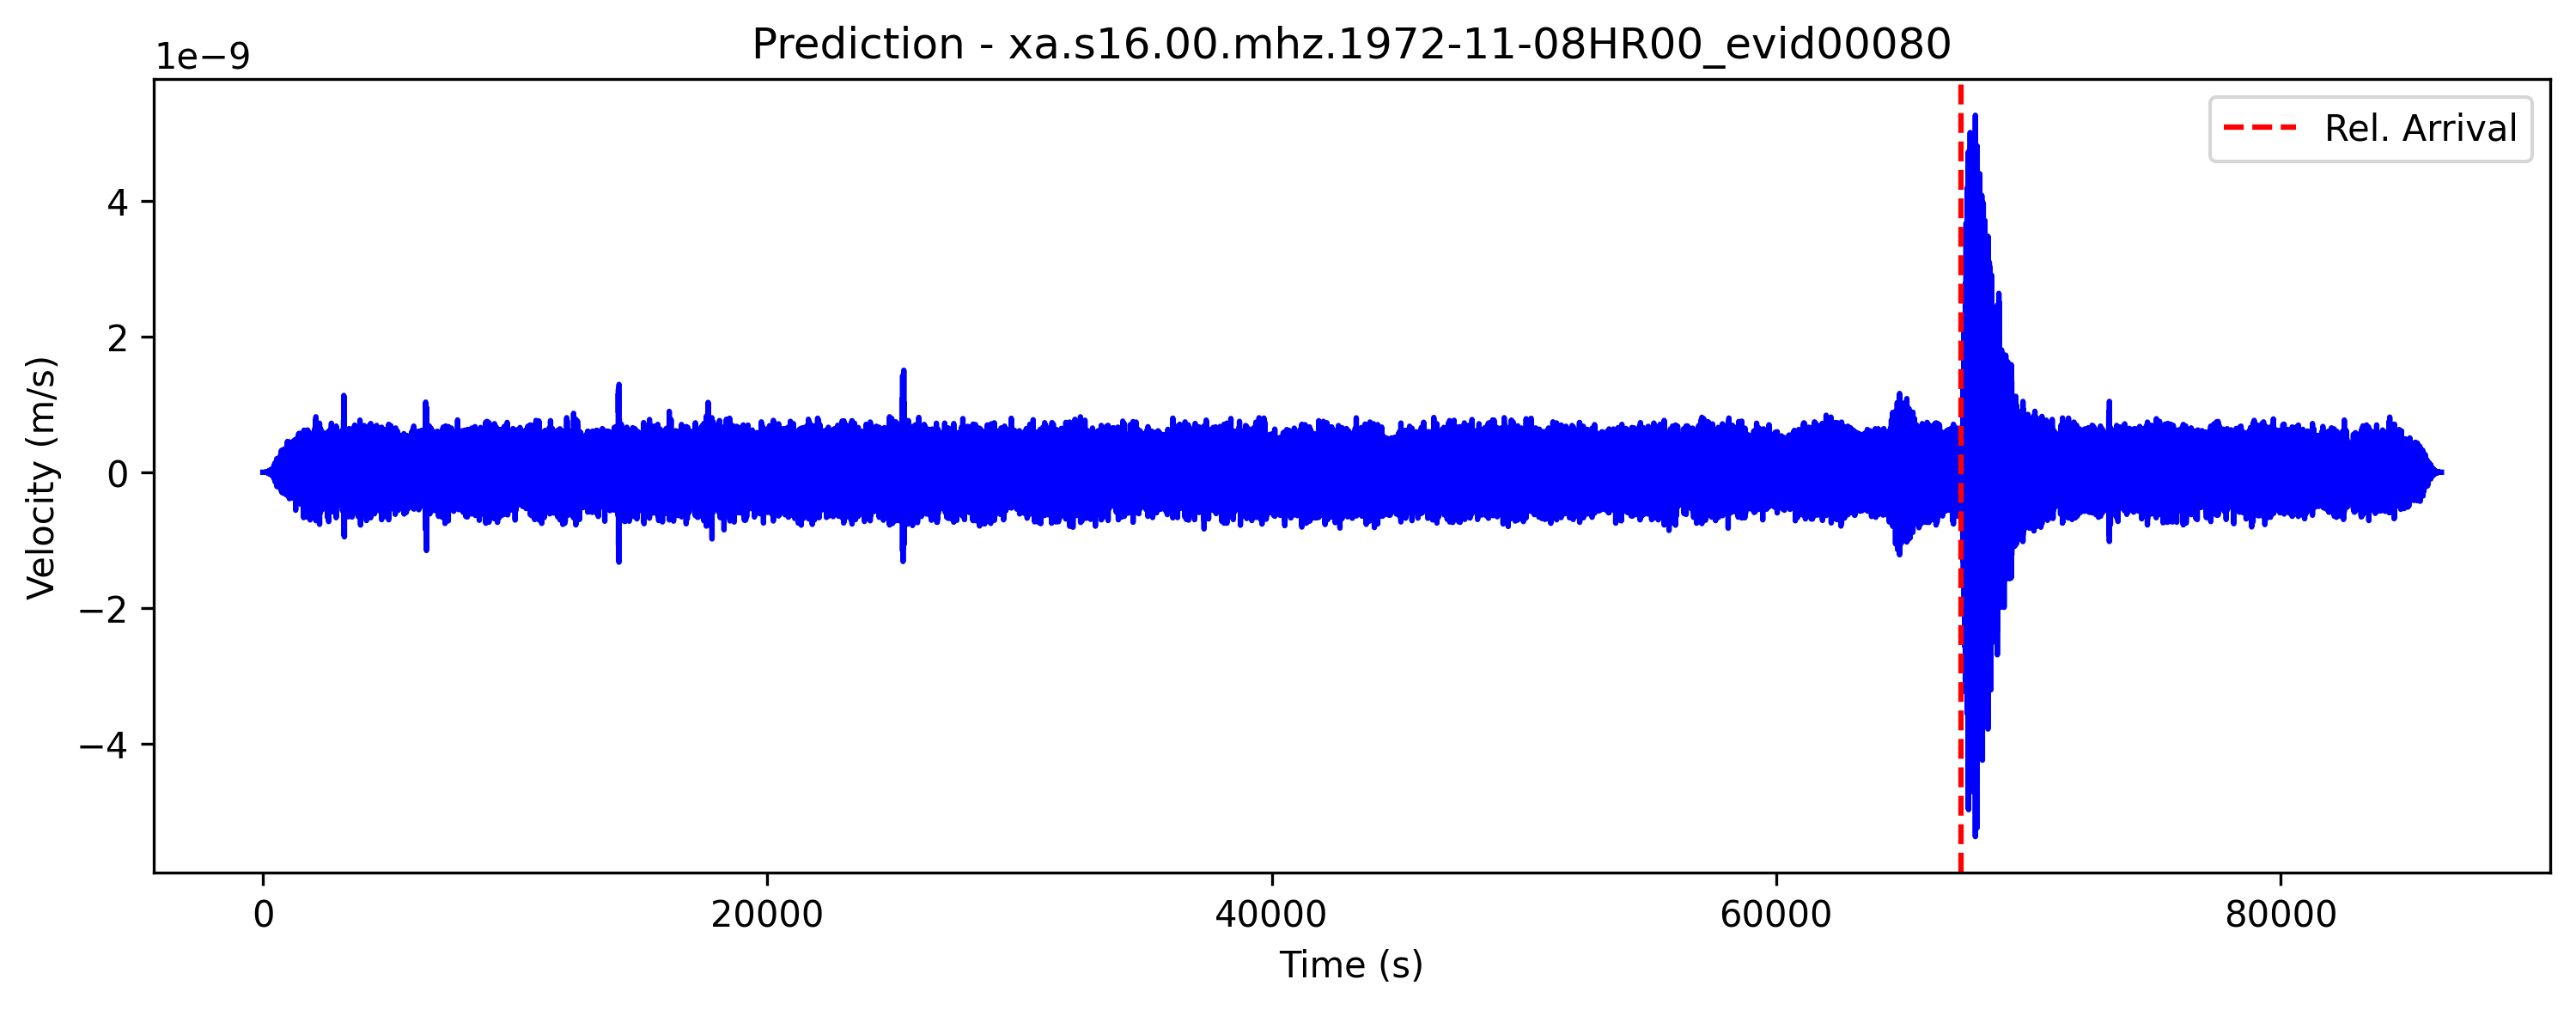 Prediction - xa.s16.00.mhz.1972-11-08HR00_evid00080
1e−9
Rel. Arrival
4
2
0
−2
−4
Velocity (m/s)
0 20000 40000 60000 80000
Time (s)